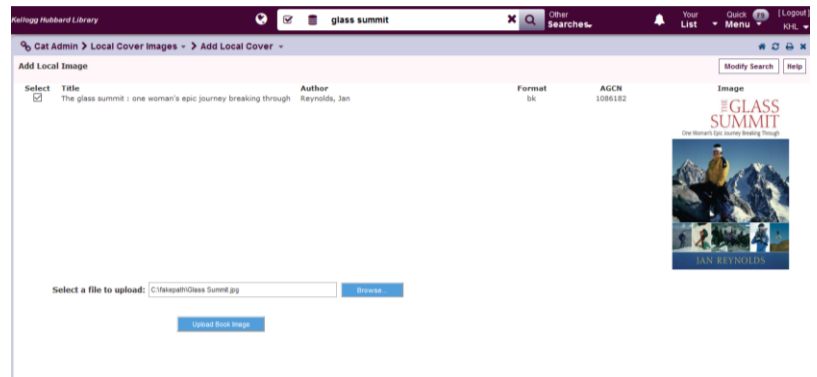 Kellogg Hubbard Library
glass summit
Other Searches
Your List
Quick Menu
[Logout]
KHL
Cat Admin > Local Cover Images > Add Local Cover
Add Local Image
Modify Search
Help
Select Title Author Format AGCN Image
The glass summit : one woman's epic journey breaking through Reynolds, Jan bk 1086182
THE GLASS
SUMMIT
One Woman's Epic Journey Breaking Through
JAN REYNOLDS
Select a file to upload: C:\fakepath\Glass Summit.jpg Browse...
Upload Book Image